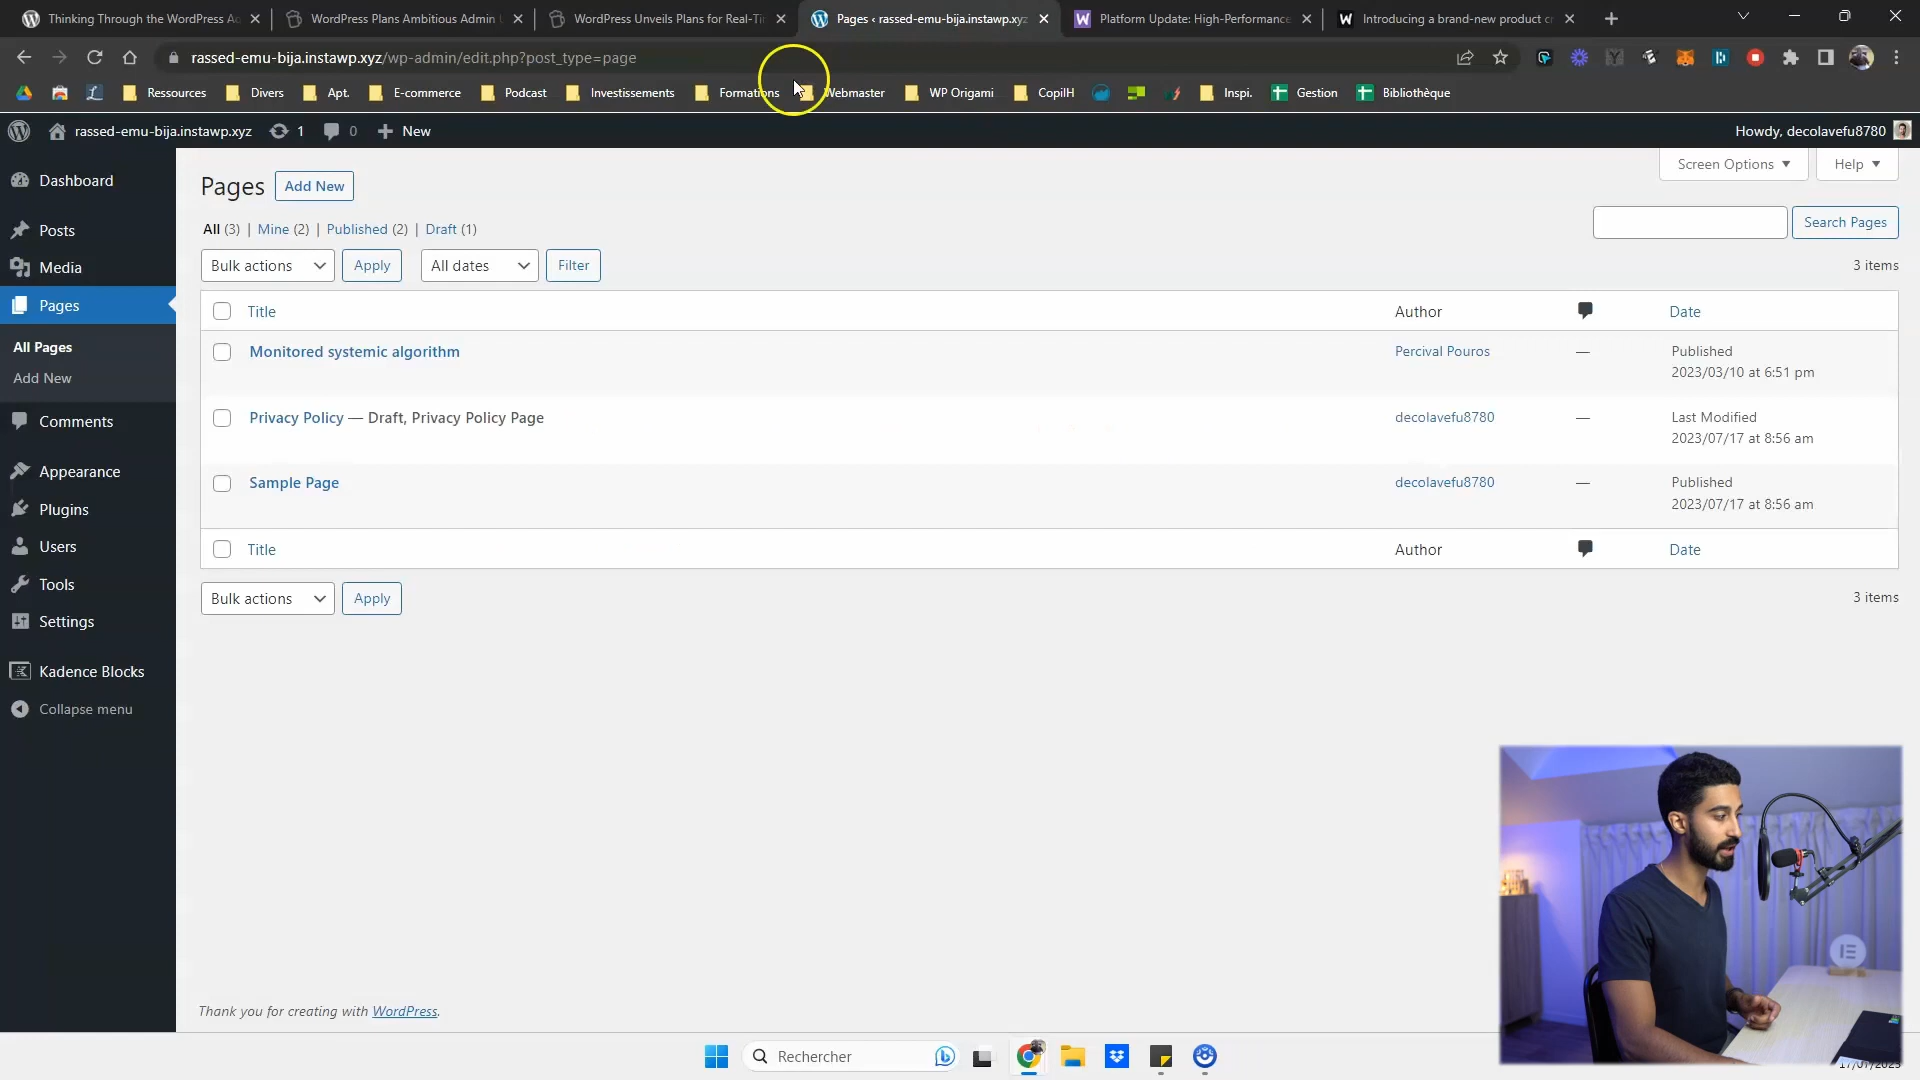 Thinking Through the WordPress Ad
WordPress Plans Ambitious Admin U
WordPress Unveils Plans for Real-Ti
Pages ‹ rassed-emu-bija.instawp.xyz
Platform Update: High-Performance
Introducing a brand-new product cr
rassed-emu-bija.instawp.xyz/wp-admin/edit.php?post_type=page
Ressources
Divers
Apt.
E-commerce
Podcast
Investissements
Formations
Webmaster
WP Origami
CopilH
Inspi.
Gestion
Bibliothèque
rassed-emu-bija.instawp.xyz
1
0
New
Howdy, decolavefu8780
Dashboard
Posts
Media
Pages
All Pages
Add New
Comments
Appearance
Plugins
Users
Tools
Settings
Kadence Blocks
Collapse menu
Screen Options
Help
Pages
Add New
All (3) | Mine (2) | Published (2) | Draft (1)
Search Pages
Bulk actions
Apply
All dates
Filter
3 items
Title
Author
Date
Monitored systemic algorithm
Percival Pouros
—
Published
2023/03/10 at 6:51 pm
Privacy Policy — Draft, Privacy Policy Page
decolavefu8780
—
Last Modified
2023/07/17 at 8:56 am
Sample Page
decolavefu8780
—
Published
2023/07/17 at 8:56 am
Title
Author
Date
Bulk actions
Apply
3 items
Thank you for creating with WordPress.
Rechercher
17/07/2023